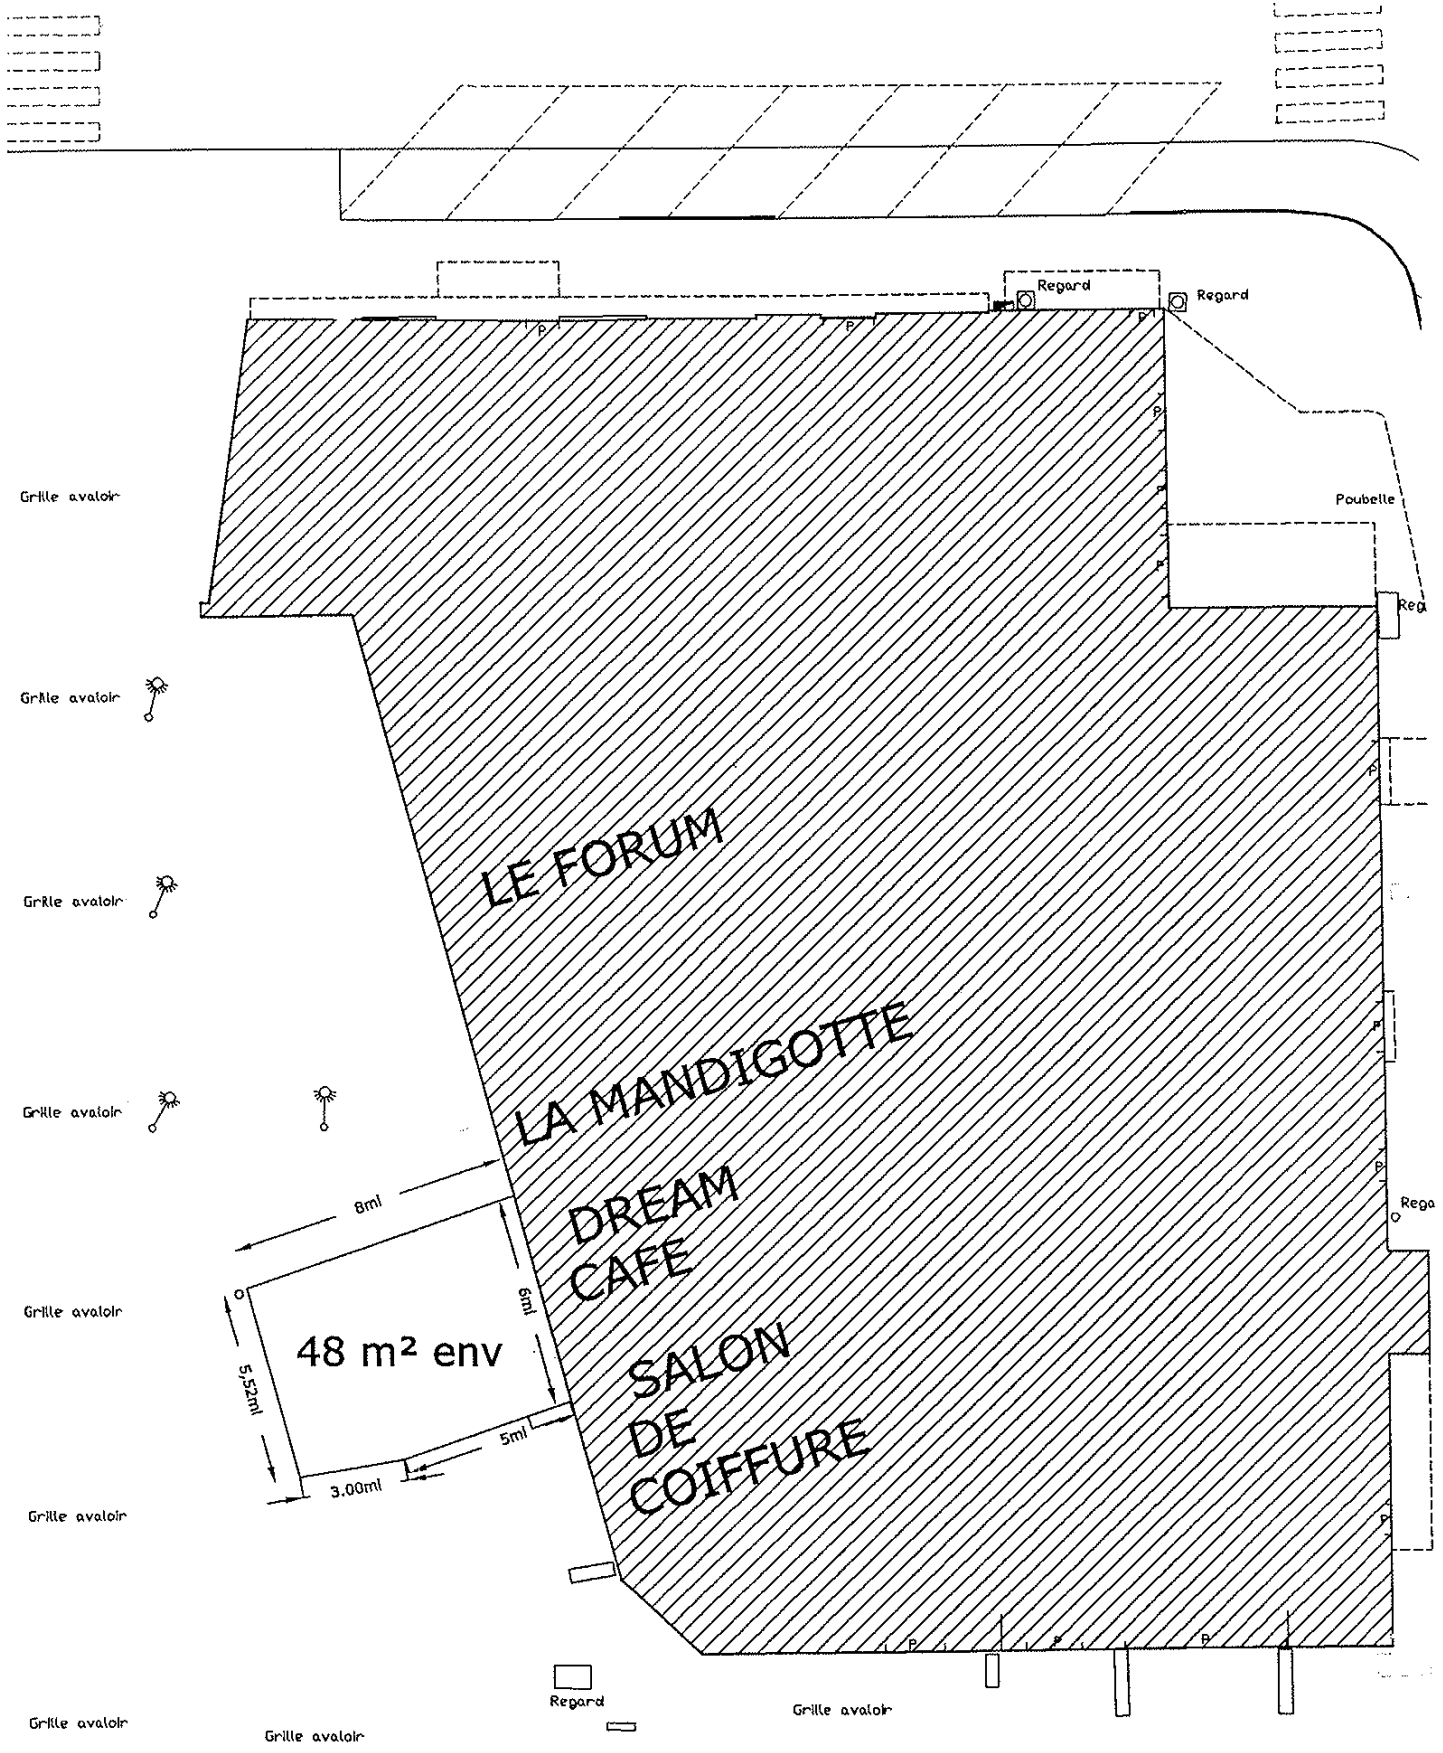 Regard
Regard
P
P
P
P
Grille avaloir
Poubelle
P
P
Reg
Grille avaloir
P
LE FORUM
Grille avaloir
LA MANDIGOTTE
P
Grille avaloir
DREAM
CAFE
P
Rega
8ml
6ml
Grille avaloir
48 m² env
SALON
DE
COIFFURE
5,52ml
5ml
3.00ml
Grille avaloir
P
P
P
P
Regard
Grille avaloir
Grille avaloir
Grille avaloir